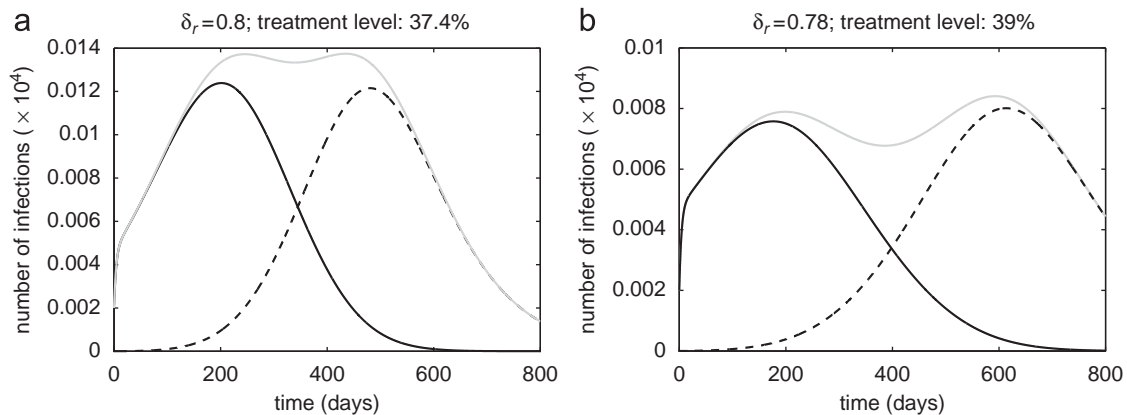 a
δr=0.8; treatment level: 37.4%
number of infections ( × 10⁴)
0.014
0.012
0.01
0.008
0.006
0.004
0.002
0
0 200 400 600 800
time (days)
b
δr=0.78; treatment level: 39%
number of infections ( × 10⁴)
0.01
0.008
0.006
0.004
0.002
0
0 200 400 600 800
time (days)